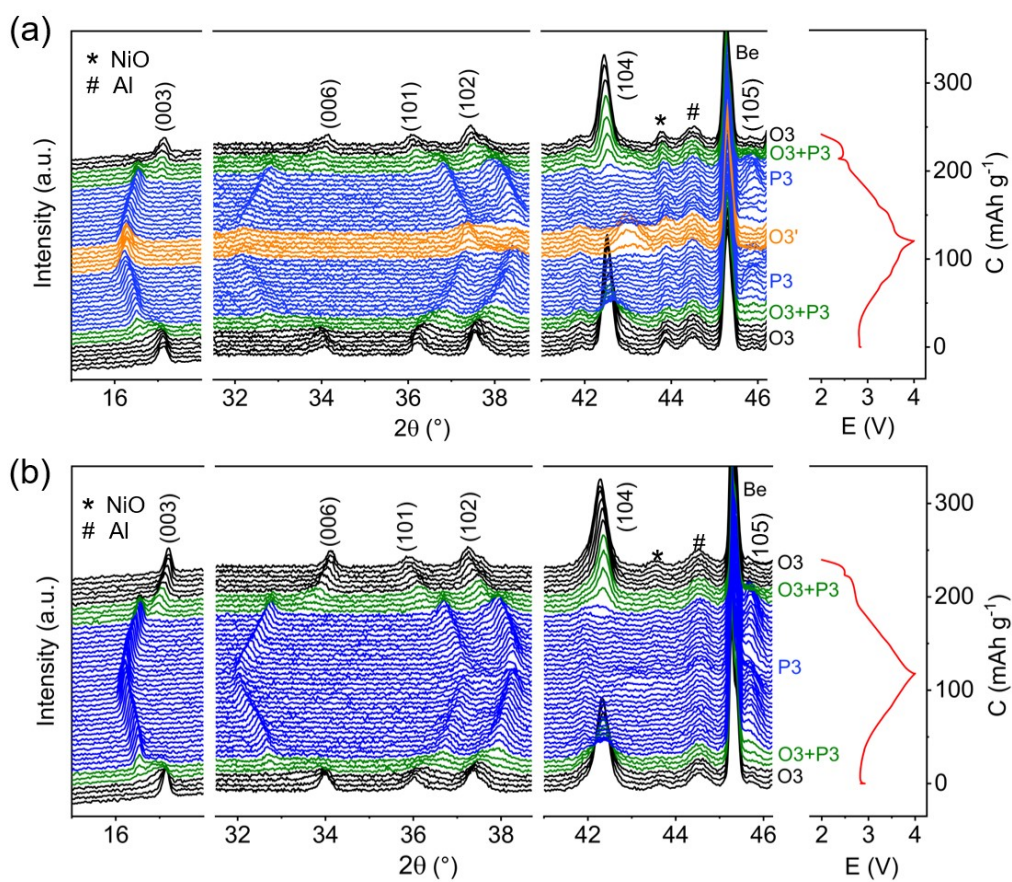 (a)
* NiO
# Al
(003)
(006)
(101)
(102)
(104)
*
#
Be
(105)
O3
O3+P3
P3
O3'
P3
O3+P3
O3
Intensity (a.u.)
300
200
100
0
C (mAh g-1)
16
32
34
36
38
42
44
46
2
3
4
2θ (°)
E (V)
(b)
* NiO
# Al
(003)
(006)
(101)
(102)
(104)
*
#
Be
(105)
O3
O3+P3
P3
O3+P3
O3
Intensity (a.u.)
300
200
100
0
C (mAh g-1)
16
32
34
36
38
42
44
46
2
3
4
2θ (°)
E (V)